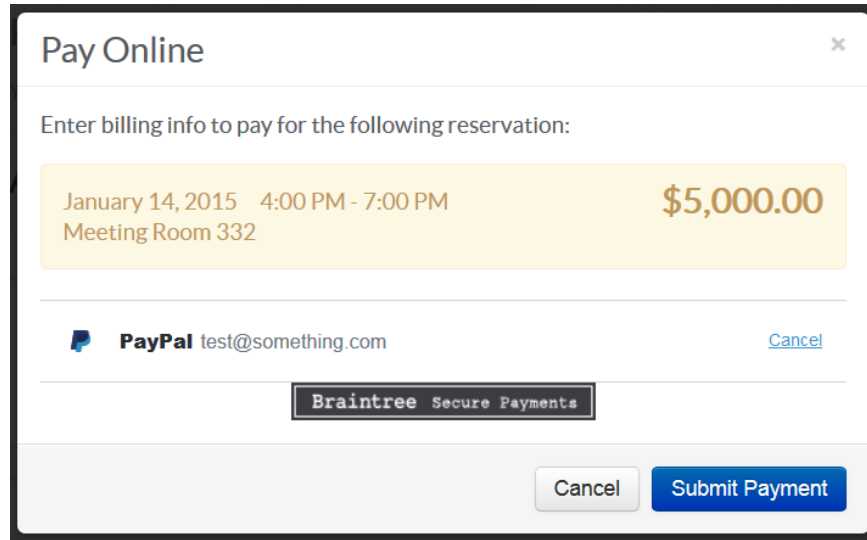 Pay Online ×
Enter billing info to pay for the following reservation:
January 14, 2015 4:00 PM - 7:00 PM $5,000.00
Meeting Room 332
PayPal test@something.com Cancel
Braintree Secure Payments
Cancel Submit Payment